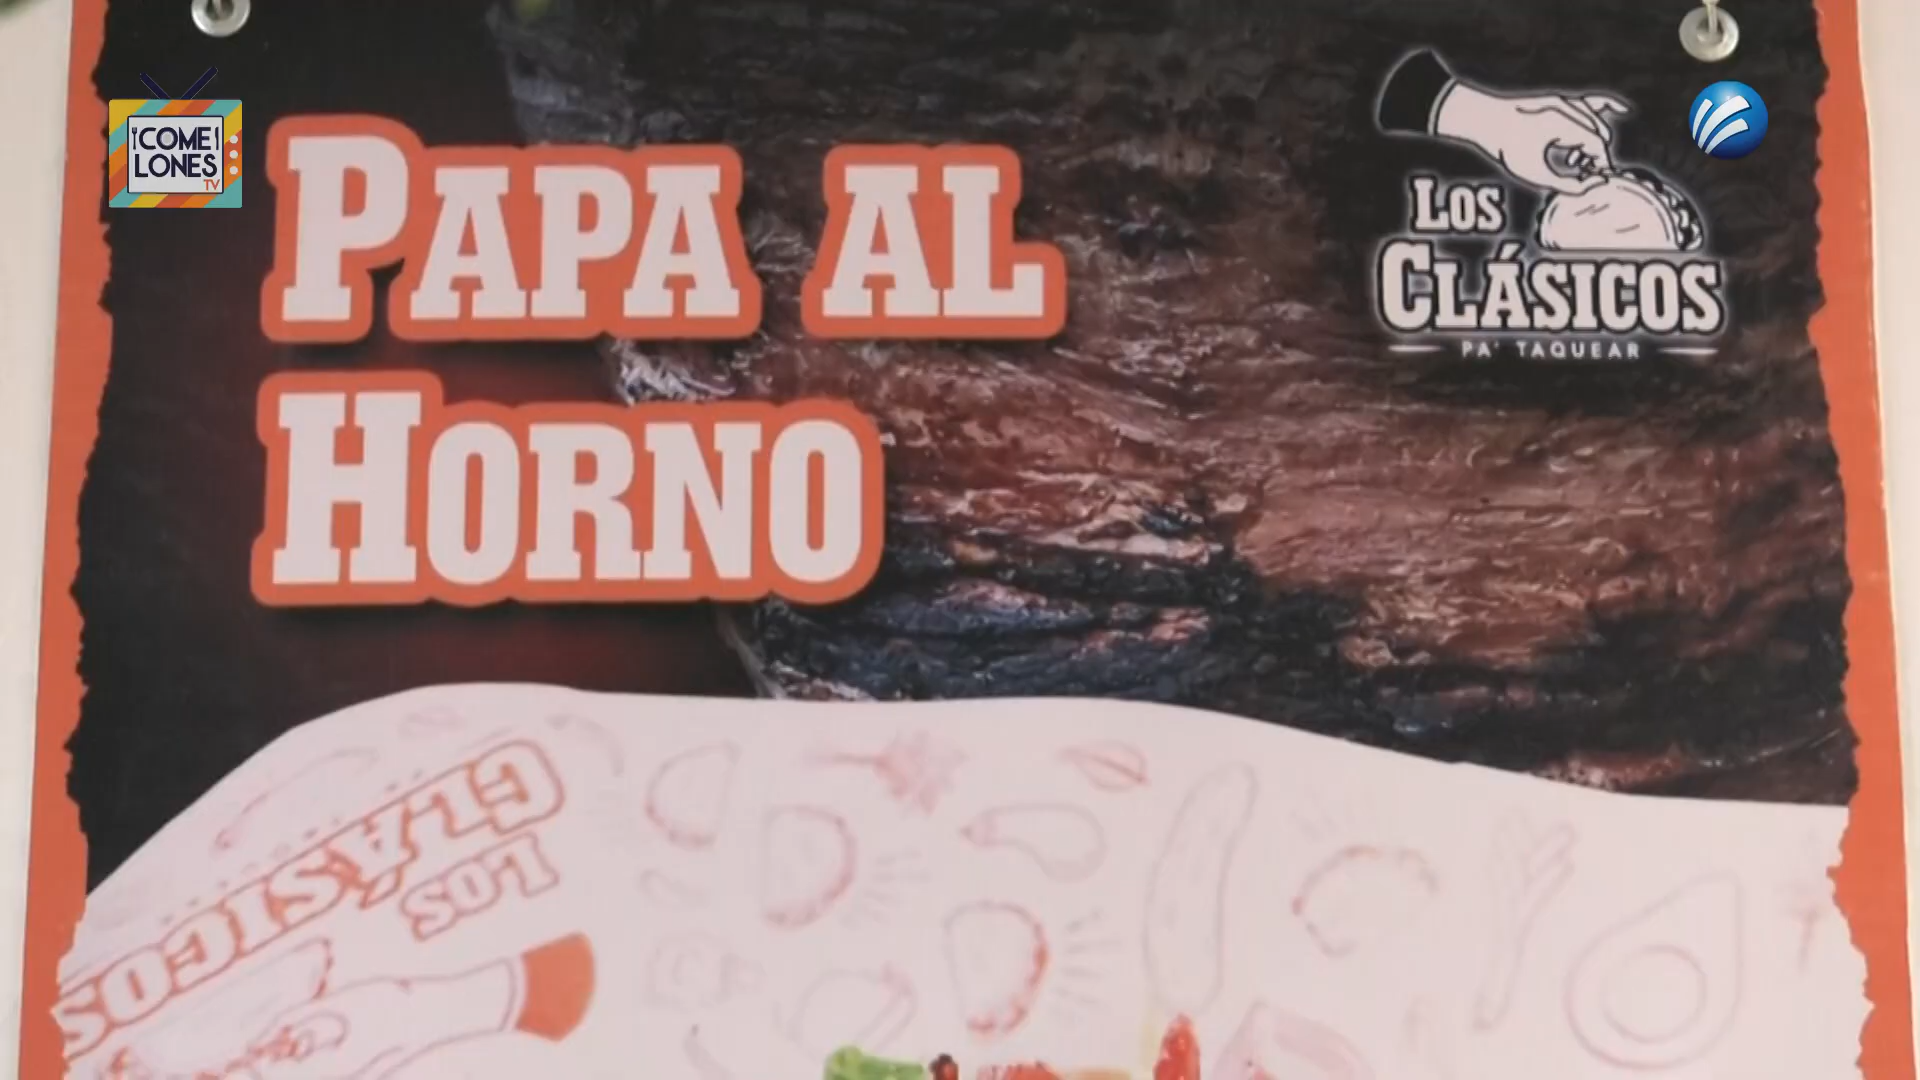 COME
LONES
TV
PAPA AL
HORNO
LOS
CLÁSICOS
PA' TAQUEAR
LOS
CLÁSICOS